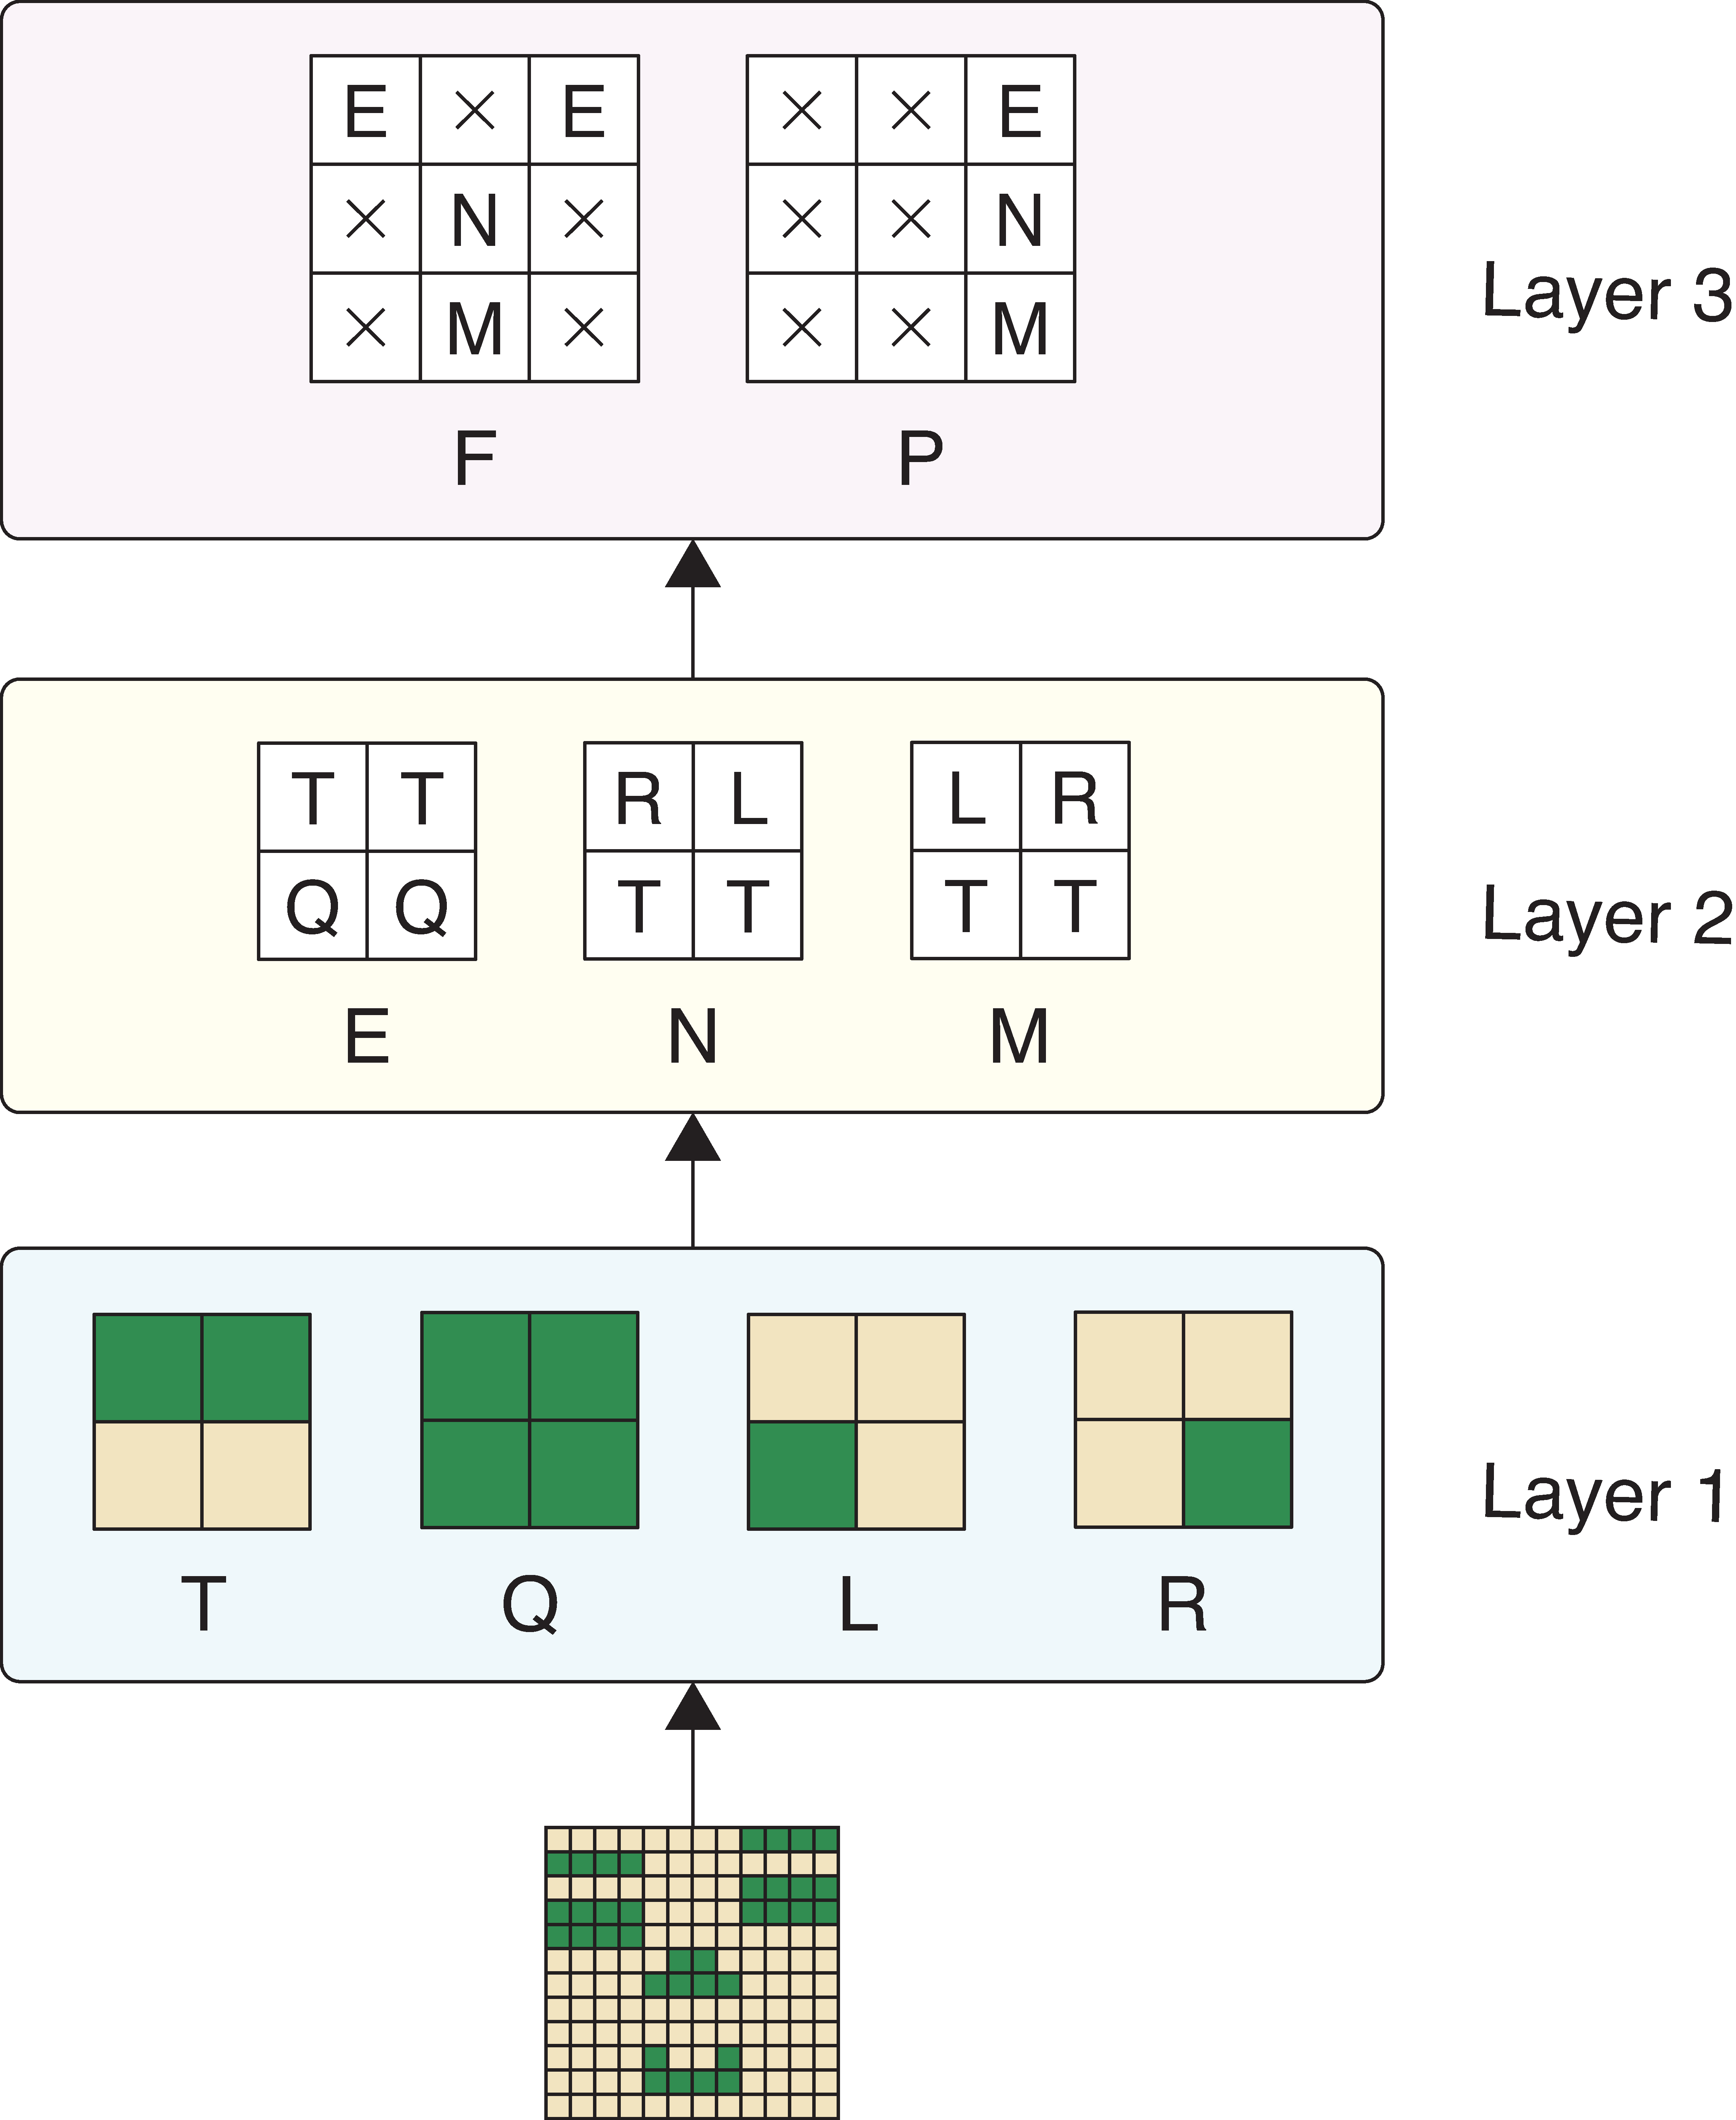 E × E
× N ×
× M ×
F
× × E
× × N
× × M
P
Layer 3
T T
Q Q
E
R L
T T
N
L R
T T
M
Layer 2
T
Q
L
R
Layer 1